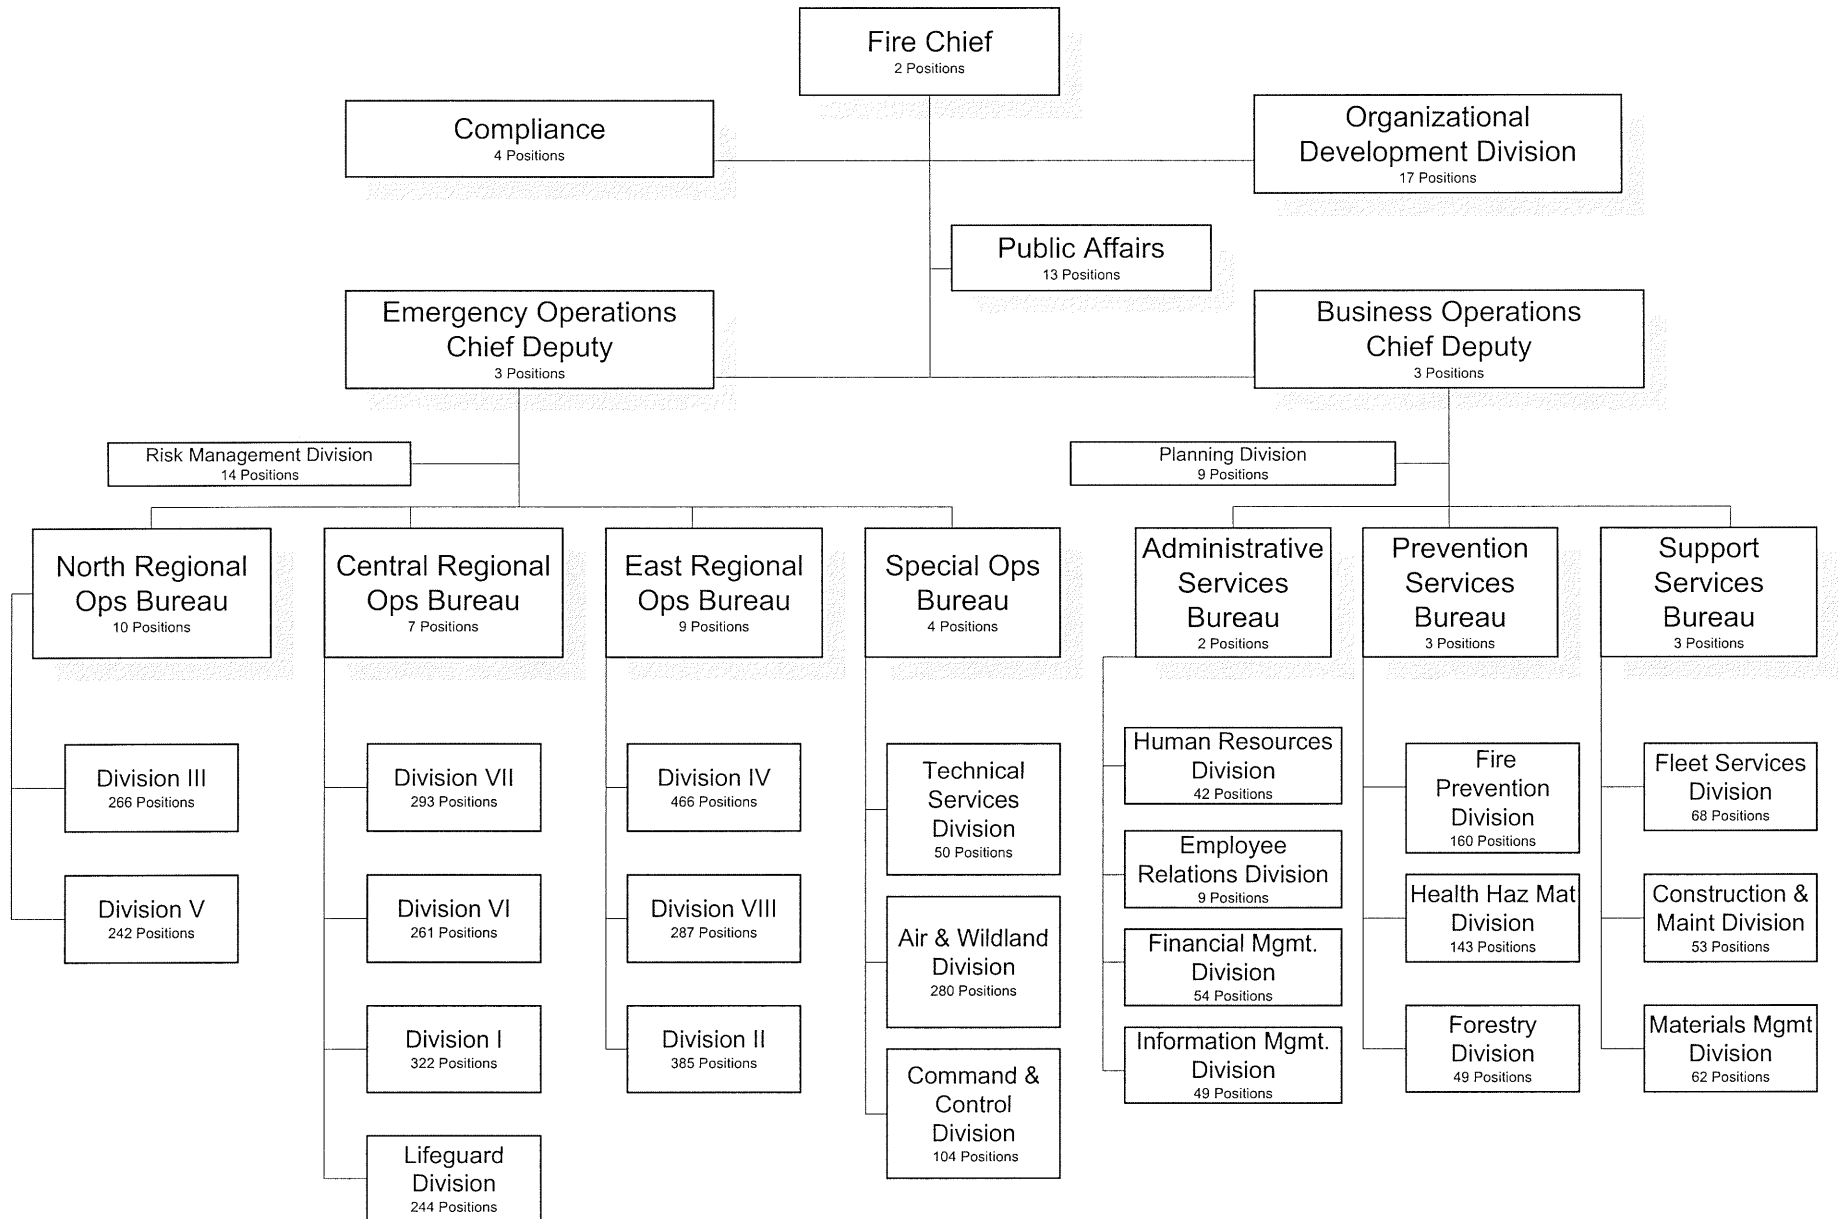 Fire Chief
2 Positions
Compliance
4 Positions
Organizational
Development Division
17 Positions
Public Affairs
13 Positions
Emergency Operations
Chief Deputy
3 Positions
Business Operations
Chief Deputy
3 Positions
Risk Management Division
14 Positions
Planning Division
9 Positions
North Regional
Ops Bureau
10 Positions
Central Regional
Ops Bureau
7 Positions
East Regional
Ops Bureau
9 Positions
Special Ops
Bureau
4 Positions
Administrative
Services
Bureau
2 Positions
Prevention
Services
Bureau
3 Positions
Support
Services
Bureau
3 Positions
Division III
266 Positions
Division V
242 Positions
Division VII
293 Positions
Division VI
261 Positions
Division I
322 Positions
Lifeguard
Division
244 Positions
Division IV
466 Positions
Division VIII
287 Positions
Division II
385 Positions
Technical
Services
Division
50 Positions
Air & Wildland
Division
280 Positions
Command &
Control
Division
104 Positions
Human Resources
Division
42 Positions
Employee
Relations Division
9 Positions
Financial Mgmt.
Division
54 Positions
Information Mgmt.
Division
49 Positions
Fire
Prevention
Division
160 Positions
Health Haz Mat
Division
143 Positions
Forestry
Division
49 Positions
Fleet Services
Division
68 Positions
Construction &
Maint Division
53 Positions
Materials Mgmt
Division
62 Positions